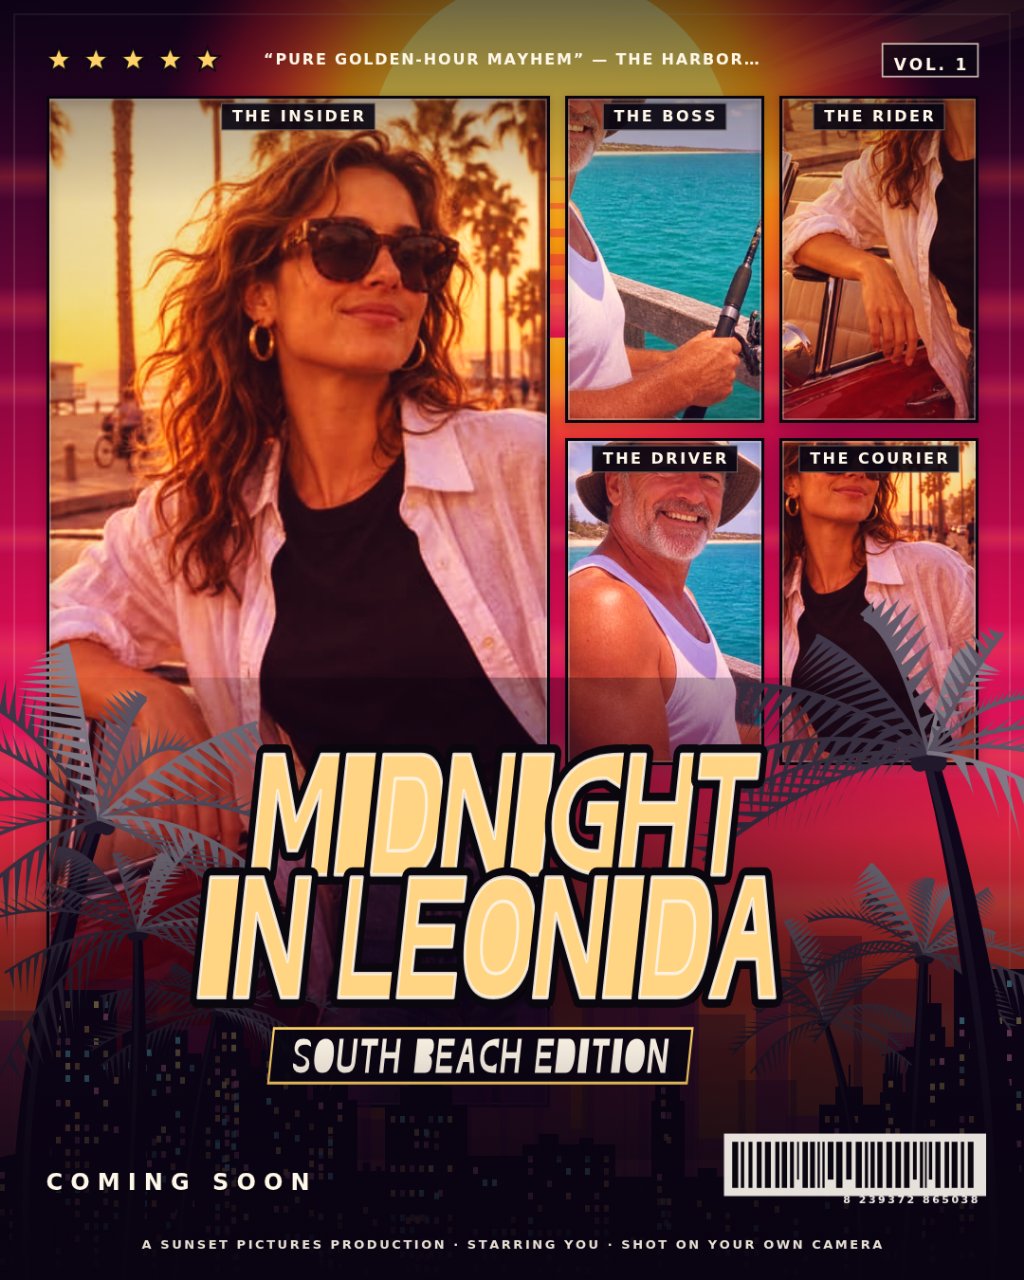 “PURE GOLDEN-HOUR MAYHEM” — THE HARBOR…
VOL. 1
THE INSIDER
THE BOSS
THE RIDER
THE DRIVER
THE COURIER
MIDNIGHT
IN LEONIDA
SOUTH BEACH EDITION
COMING SOON
8 239372 865038
A SUNSET PICTURES PRODUCTION · STARRING YOU · SHOT ON YOUR OWN CAMERA